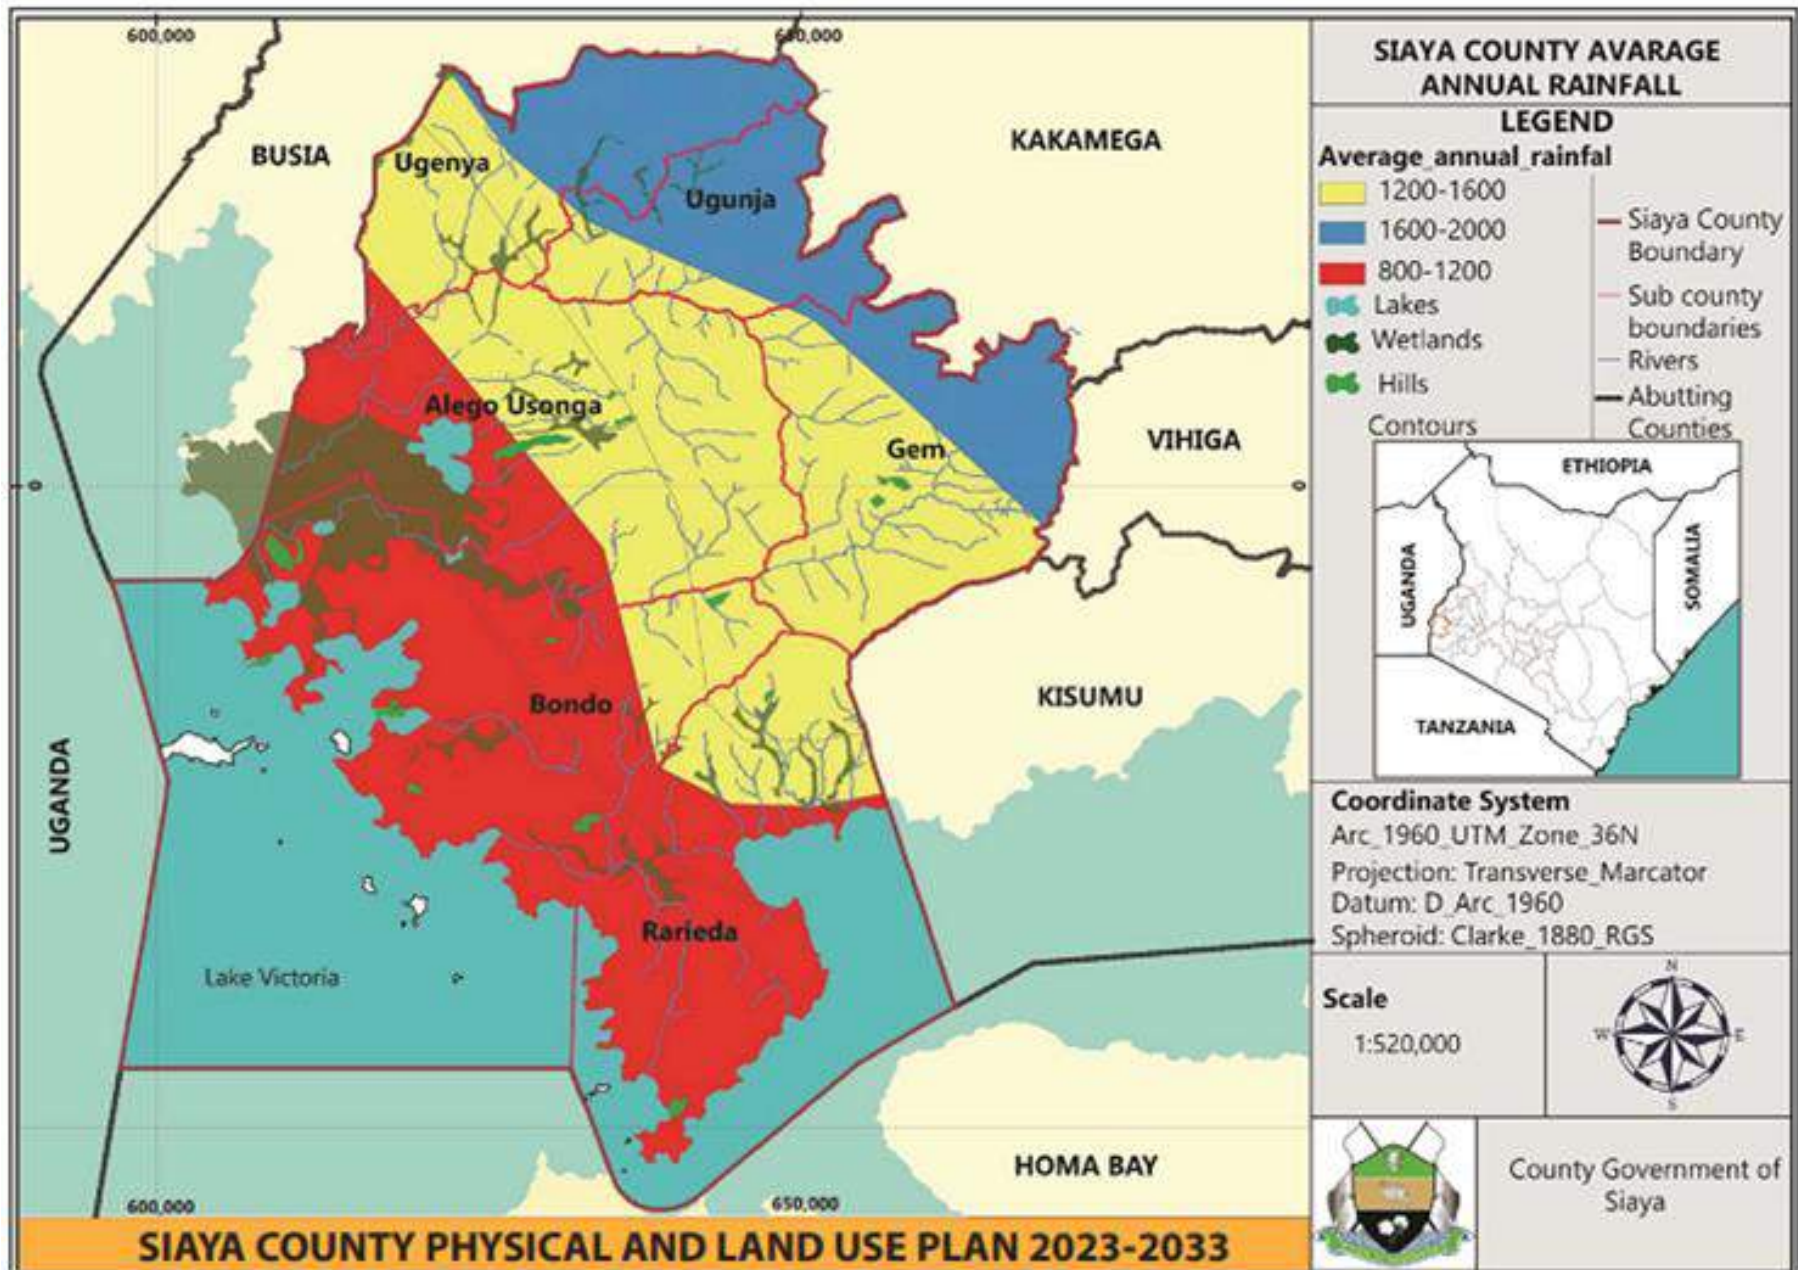 600,000
650,000
BUSIA
KAKAMEGA
Ugenya
Ugunja
Alego Usonga
Gem
VIHIGA
0
0
Bondo
KISUMU
UGANDA
Rarieda
Lake Victoria
HOMA BAY
600,000
650,000
SIAYA COUNTY PHYSICAL AND LAND USE PLAN 2023-2033
SIAYA COUNTY AVARAGE
ANNUAL RAINFALL
LEGEND
Average_annual_rainfal
1200-1600
1600-2000
800-1200
Lakes
Wetlands
Hills
Contours
Siaya County
Boundary
Sub county
boundaries
Rivers
Abutting
Counties
ETHIOPIA
UGANDA
SOMALIA
TANZANIA
Coordinate System
Arc_1960_UTM_Zone_36N
Projection: Transverse_Marcator
Datum: D_Arc_1960
Spheroid: Clarke_1880_RGS
Scale
1:520,000
N
W
E
S
County Government of
Siaya